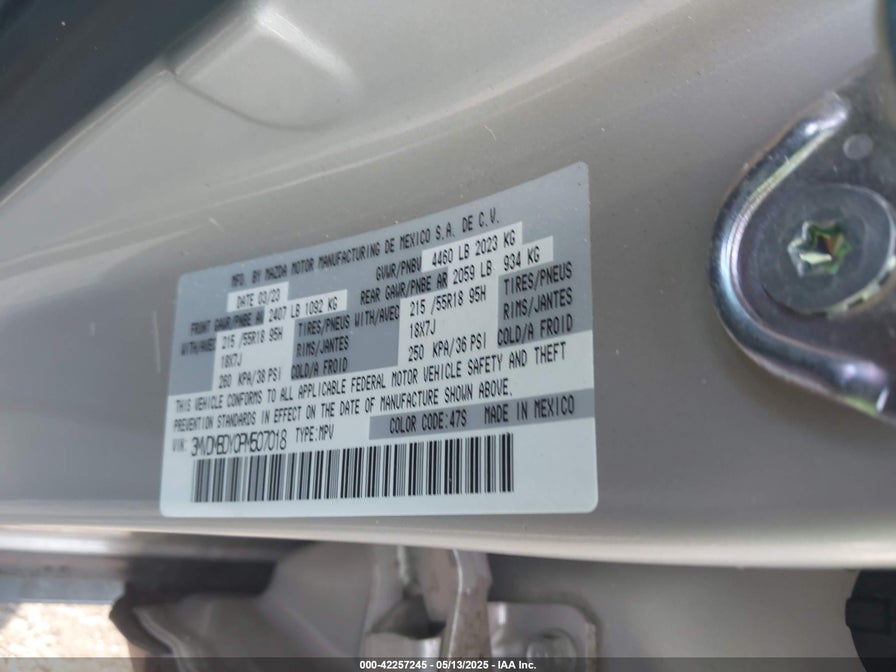 MFD. BY MAZDA MOTOR MANUFACTURING DE MEXICO S.A. DE C.V.
DATE 03/20 GVWR/PNBV 4460 LB 2023 KG
FRONT GAWR/PNBE AR 2407 LB 1092 KG REAR GAWR/PNBE AR 2059 LB 934 KG
WITH/AVEC 215 /55R18 95H TIRES/PNEUS WITH/AVEC 215 /55R18 95H TIRES/PNEUS
18X7J RIMS/JANTES 18X7J RIMS/JANTES
260 KPA/38 PSI COLD/A FROID 250 KPA/36 PSI COLD/A FROID
THIS VEHICLE CONFORMS TO ALL APPLICABLE FEDERAL MOTOR VEHICLE SAFETY AND THEFT
PREVENTION STANDARDS IN EFFECT ON THE DATE OF MANUFACTURE SHOWN ABOVE.
VIN: TYPE:MPV COLOR CODE:47S MADE IN MEXICO
000-42257245 - 05/13/2025 - IAA Inc.